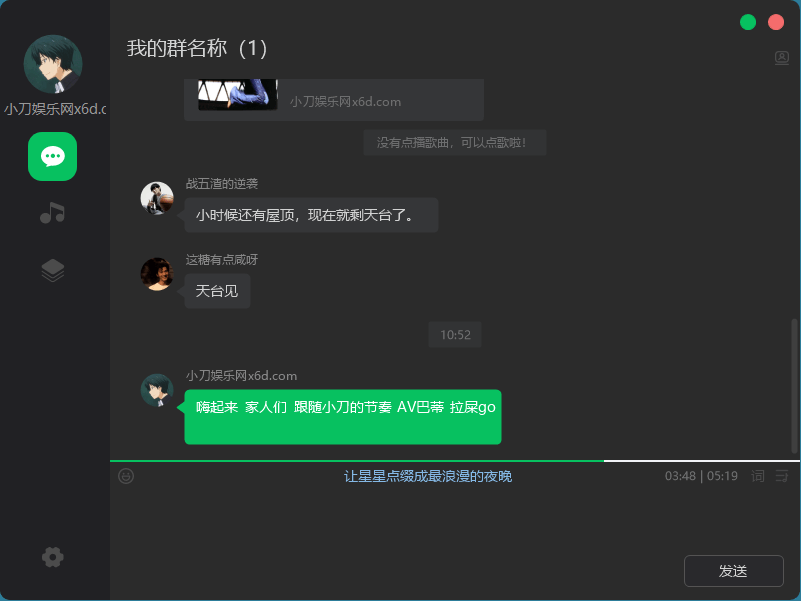 我的群名称（1）
小刀娱乐网x6d.c
小刀娱乐网x6d.com
没有点播歌曲，可以点歌啦！
战五渣的逆袭
小时候还有屋顶，现在就剩天台了。
这糖有点咸呀
天台见
10:52
小刀娱乐网x6d.com
嗨起来 家人们 跟随小刀的节奏 AV巴蒂 拉屎go
让星星点缀成最浪漫的夜晚
03:48 | 05:19 词
发送